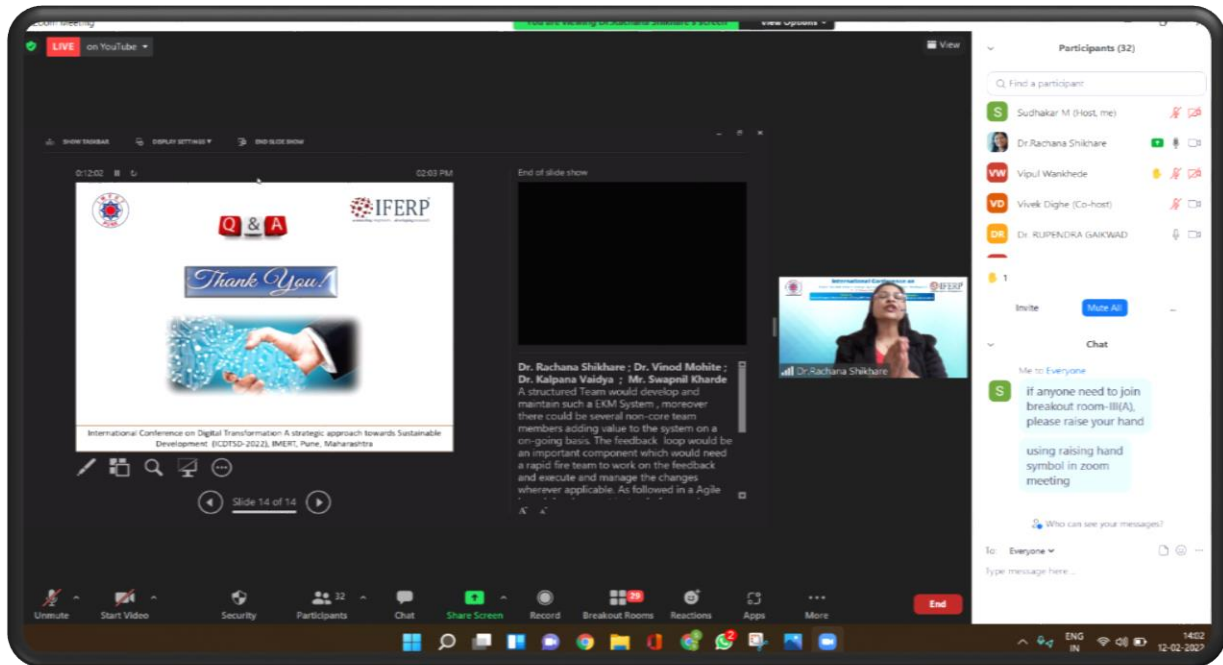 Zoom Meeting
You are viewing Dr.Rachana Shikhare's screen
View Options
LIVE
on YouTube
View
SHOW TASKBAR
DISPLAY SETTINGS
END SLIDE SHOW
0:12:02
02:03 PM
End of slide show
Q & A
IFERP
Thank You!
International Conference on Digital Transformation A strategic approach towards Sustainable
Development (ICDTSD-2022), IMERT, Pune, Maharashtra
Slide 14 of 14
Dr. Rachana Shikhare ; Dr. Vinod Mohite ;
Dr. Kalpana Vaidya ; Mr. Swapnil Kharde
A structured Team would develop and
maintain such a EKM System , moreover
there could be several non-core team
members adding value to the system on a
on-going basis. The feedback loop would be
an important component which would need
a rapid fire team to work on the feedback
and execute and manage the changes
wherever applicable. As followed in a Agile
International Conference on
IFERP
Dr.Rachana Shikhare
Participants (32)
Find a participant
S
Sudhakar M (Host, me)
Dr.Rachana Shikhare
VW
Vipul Wankhede
VD
Vivek Dighe (Co-host)
DR
Dr. RUPENDRA GAIKWAD
1
Invite
Mute All
Chat
Me to Everyone
S
if anyone need to join
breakout room-III(A),
please raise your hand
using raising hand
symbol in zoom
meeting
Who can see your messages?
To: Everyone
Type message here...
Unmute
Start Video
Security
32
Participants
Chat
Share Screen
Record
29
Breakout Rooms
Reactions
Apps
More
End
2
ENG
IN
14:02
12-02-2022